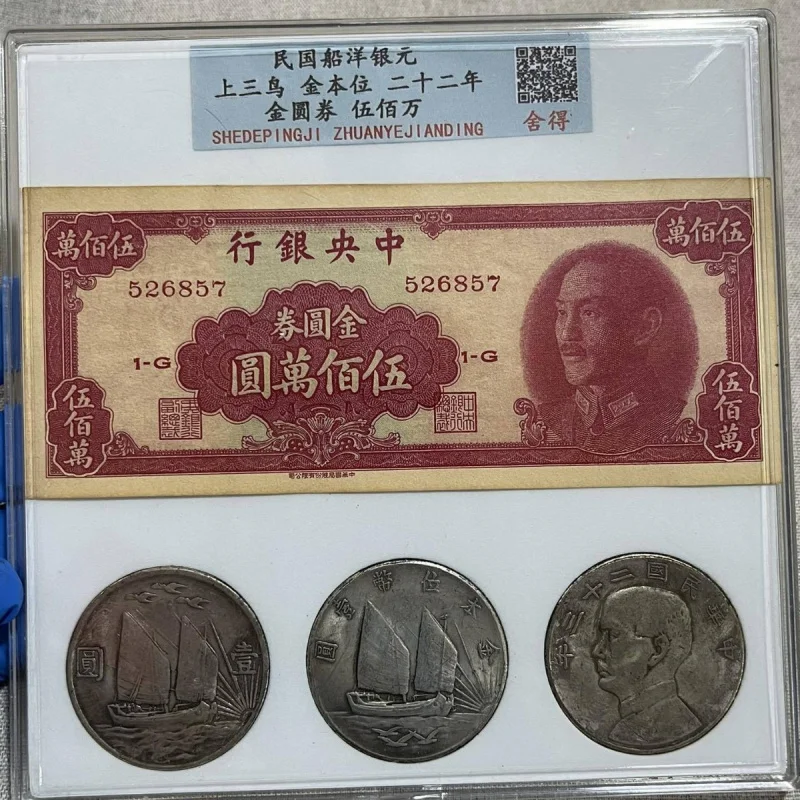 民国船洋银元
上三鸟 金本位 二十二年
金圆券 伍佰万
SHEDEPINGJI ZHUANYEJIANDING
舍得
伍佰萬
中央銀行
伍佰萬
526857
526857
金圓券
1-G
伍佰萬圓
1-G
伍佰萬
伍佰萬
壹圓
金本位幣壹圓
中華民國二十三年